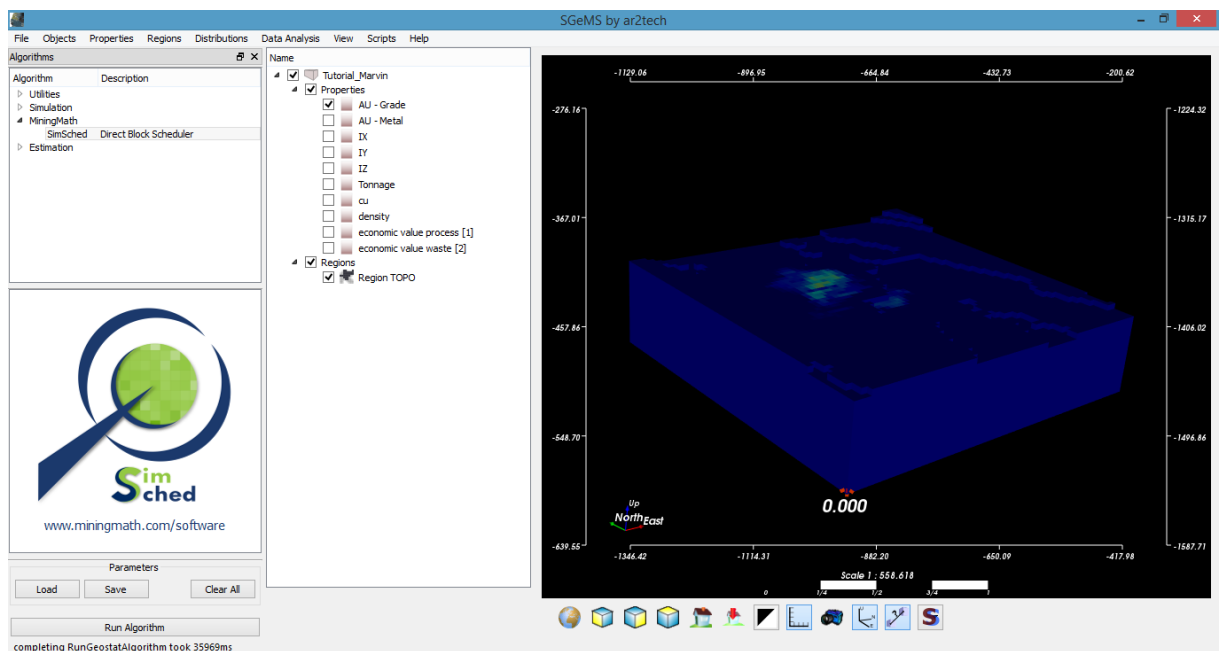 SGeMS by ar2tech
File Objects Properties Regions Distributions Data Analysis View Scripts Help
Algorithms
Algorithm Description
Utilities
Simulation
MiningMath
SimSched Direct Block Scheduler
Estimation
Sim
Sched
www.miningmath.com/software
Parameters
Load Save Clear All
Run Algorithm
completing RunGeostatAlgorithm took 35969ms
Name
Tutorial_Marvin
Properties
AU - Grade
AU - Metal
IX
IY
IZ
Tonnage
cu
density
economic value process [1]
economic value waste [2]
Regions
Region TOPO
-1129.06 -896.95 -664.84 -432.73 -200.62
-276.16 -1224.32
-367.01 -1315.17
-457.86 -1406.02
-548.70 -1496.86
-639.55 -1587.71
0.000
Up
North East
-1346.42 -1114.31 -882.20 -650.09 -417.98
Scale 1 : 558.618
0 1/4 1/2 3/4 1
S